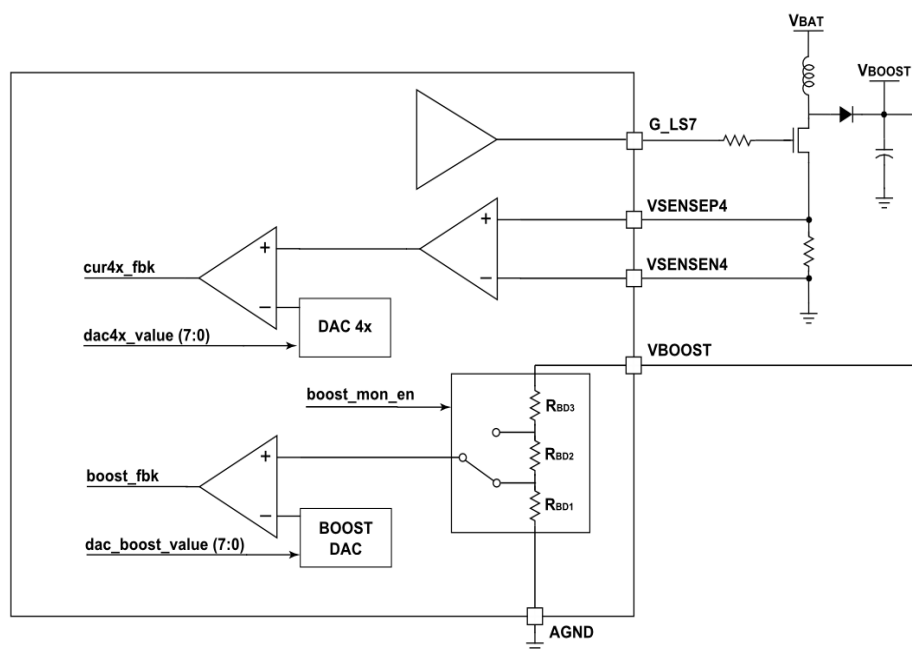 VBAT
VBOOST
G_LS7
VSENSEP4
+
+
cur4x_fbk
−
VSENSEN4
−
DAC 4x
dac4x_value (7:0)
VBOOST
boost_mon_en
RBD3
+
RBD2
boost_fbk
−
RBD1
BOOST
DAC
dac_boost_value (7:0)
AGND